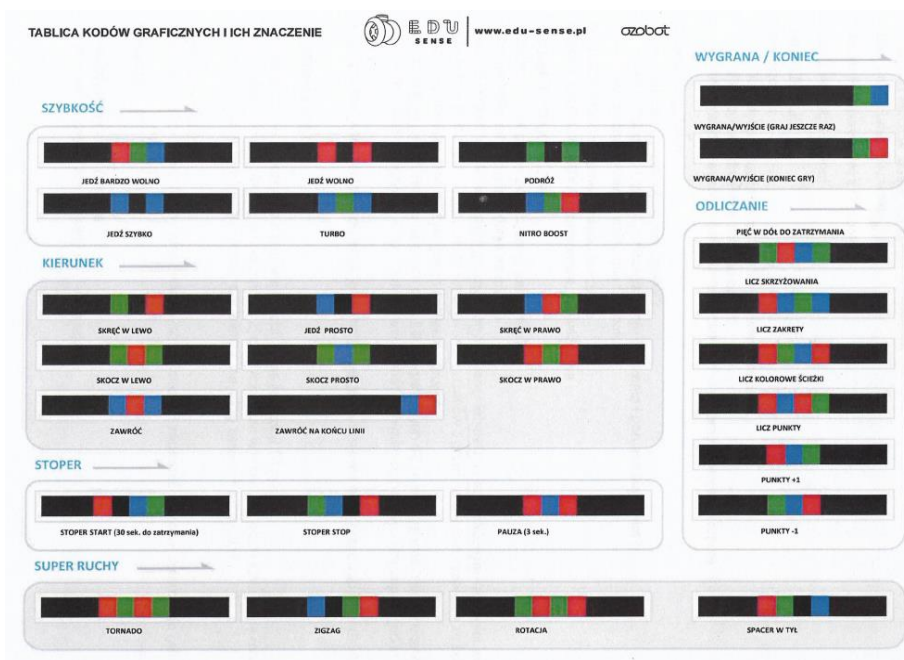 TABLICA KODÓW GRAFICZNYCH I ICH ZNACZENIE
EDU
SENSE
www.edu-sense.pl
ozobot
SZYBKOŚĆ
JEDŹ BARDZO WOLNO
JEDŹ WOLNO
PODRÓŻ
JEDŹ SZYBKO
TURBO
NITRO BOOST
KIERUNEK
SKRĘĆ W LEWO
JEDŹ PROSTO
SKRĘĆ W PRAWO
SKOCZ W LEWO
SKOCZ PROSTO
SKOCZ W PRAWO
ZAWRÓĆ
ZAWRÓĆ NA KOŃCU LINII
STOPER
STOPER START (30 sek. do zatrzymania)
STOPER STOP
PAUZA (3 sek.)
SUPER RUCHY
TORNADO
ZIGZAG
ROTACJA
SPACER W TYŁ
WYGRANA / KONIEC
WYGRANA/WYJŚCIE (GRAJ JESZCZE RAZ)
WYGRANA/WYJŚCIE (KONIEC GRY)
ODLICZANIE
PIĘĆ W DÓŁ DO ZATRZYMANIA
LICZ SKRZYŻOWANIA
LICZ ZAKRETY
LICZ KOLOROWE ŚCIEŻKI
LICZ PUNKTY
PUNKTY +1
PUNKTY -1